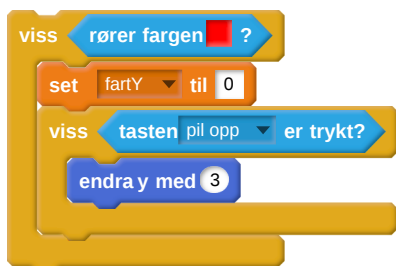 viss rører fargen ?
set fartY til 0
viss tasten pil opp er trykt?
endra y med 3